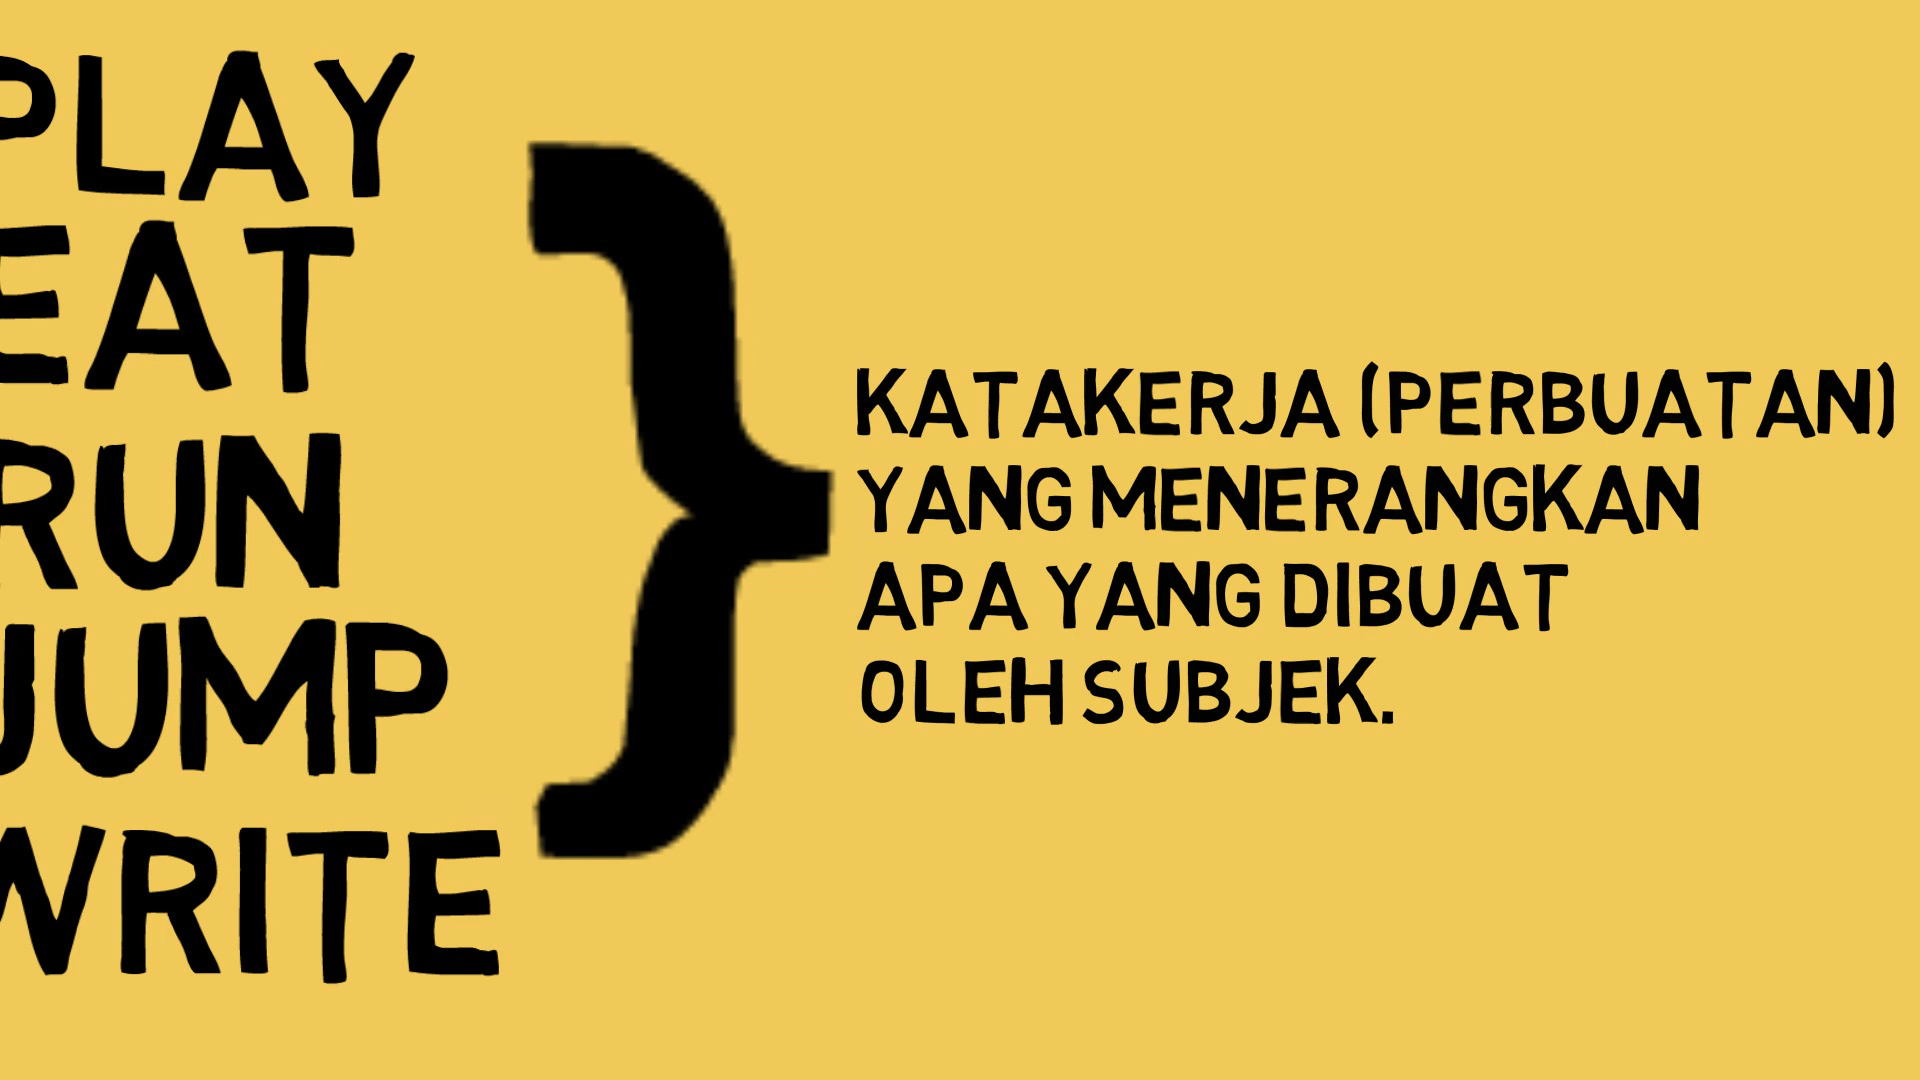 PLAY
EAT
RUN
JUMP
WRITE
KATAKERJA (PERBUATAN)
YANG MENERANGKAN
APA YANG DIBUAT
OLEH SUBJEK.